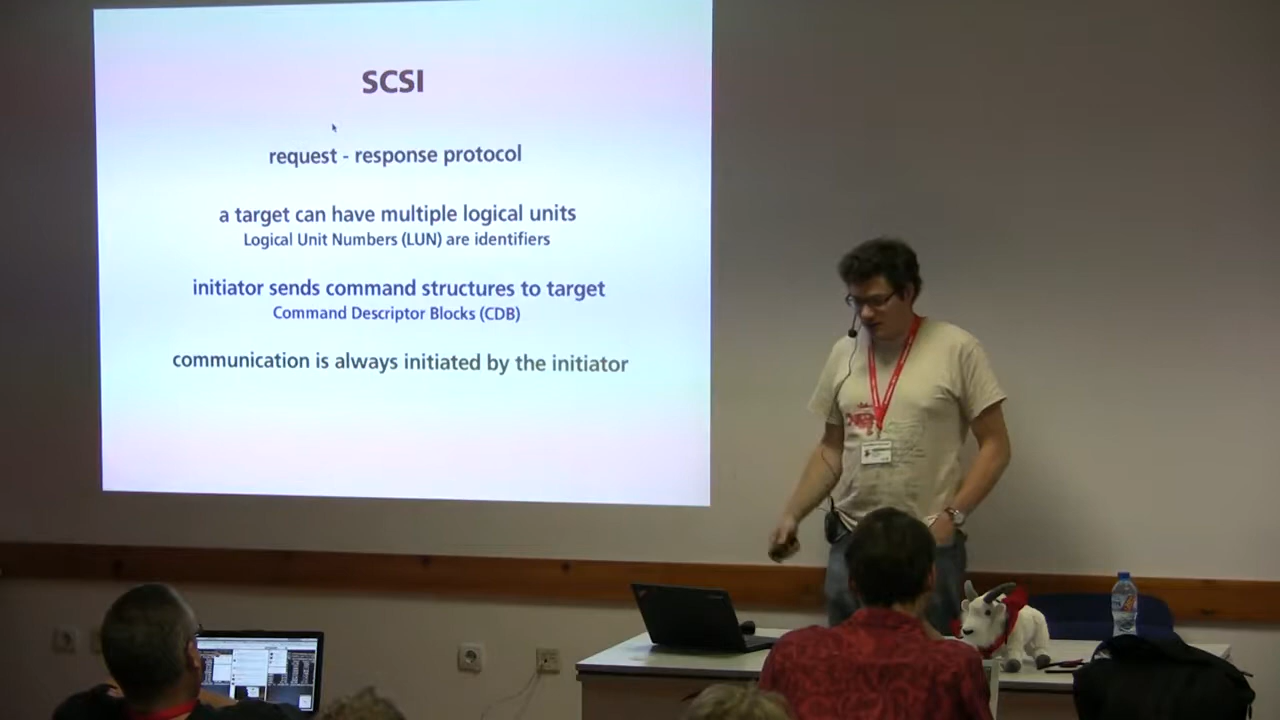 SCSI
request - response protocol
a target can have multiple logical units
Logical Unit Numbers (LUN) are identifiers
initiator sends command structures to target
Command Descriptor Blocks (CDB)
communication is always initiated by the initiator